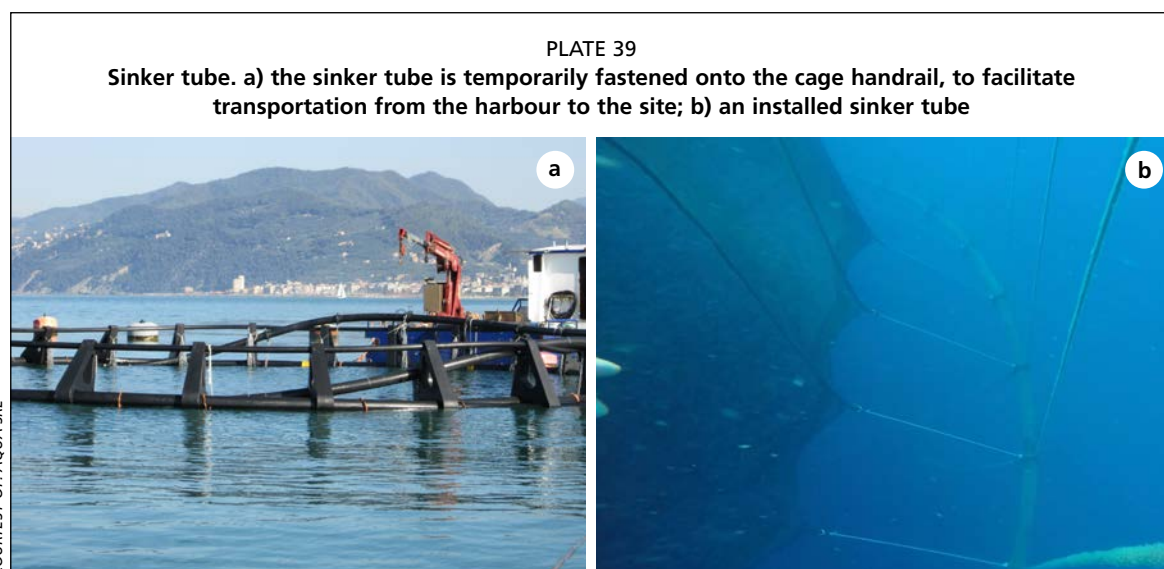 PLATE 39
Sinker tube. a) the sinker tube is temporarily fastened onto the cage handrail, to facilitate
transportation from the harbour to the site; b) an installed sinker tube
a
b